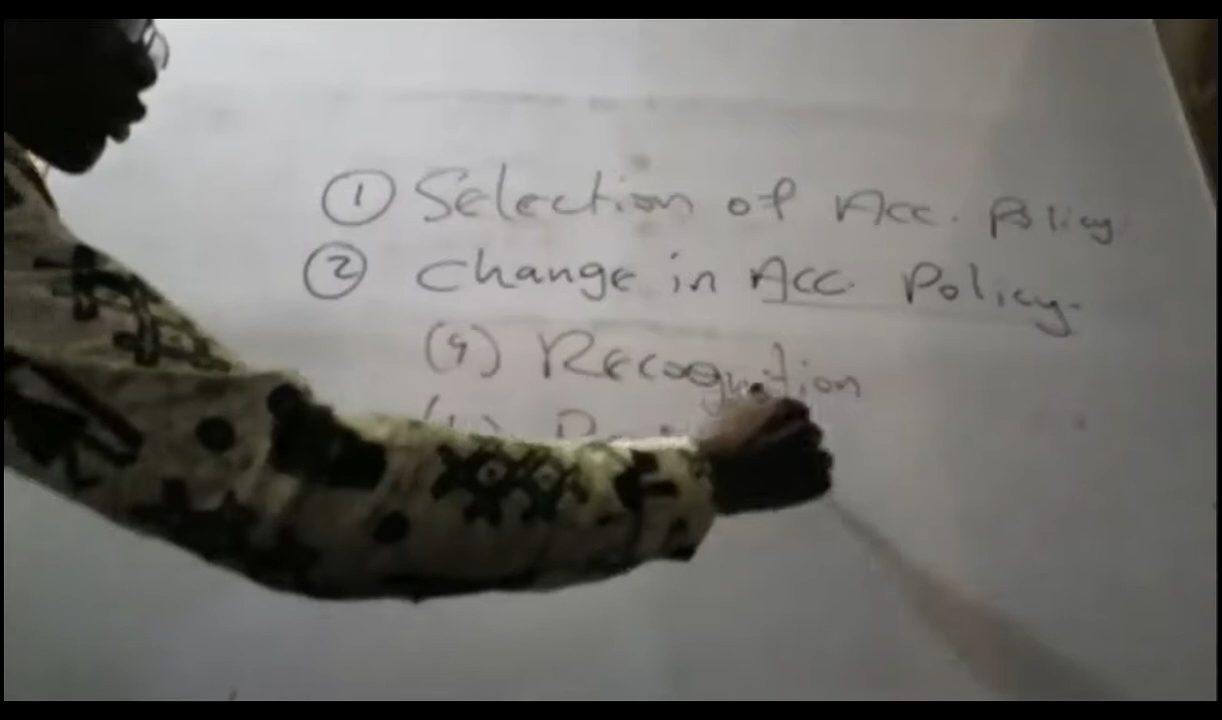 ① Selection of Acc. Policy
② Change in Acc. Policy.
(a) Recognition